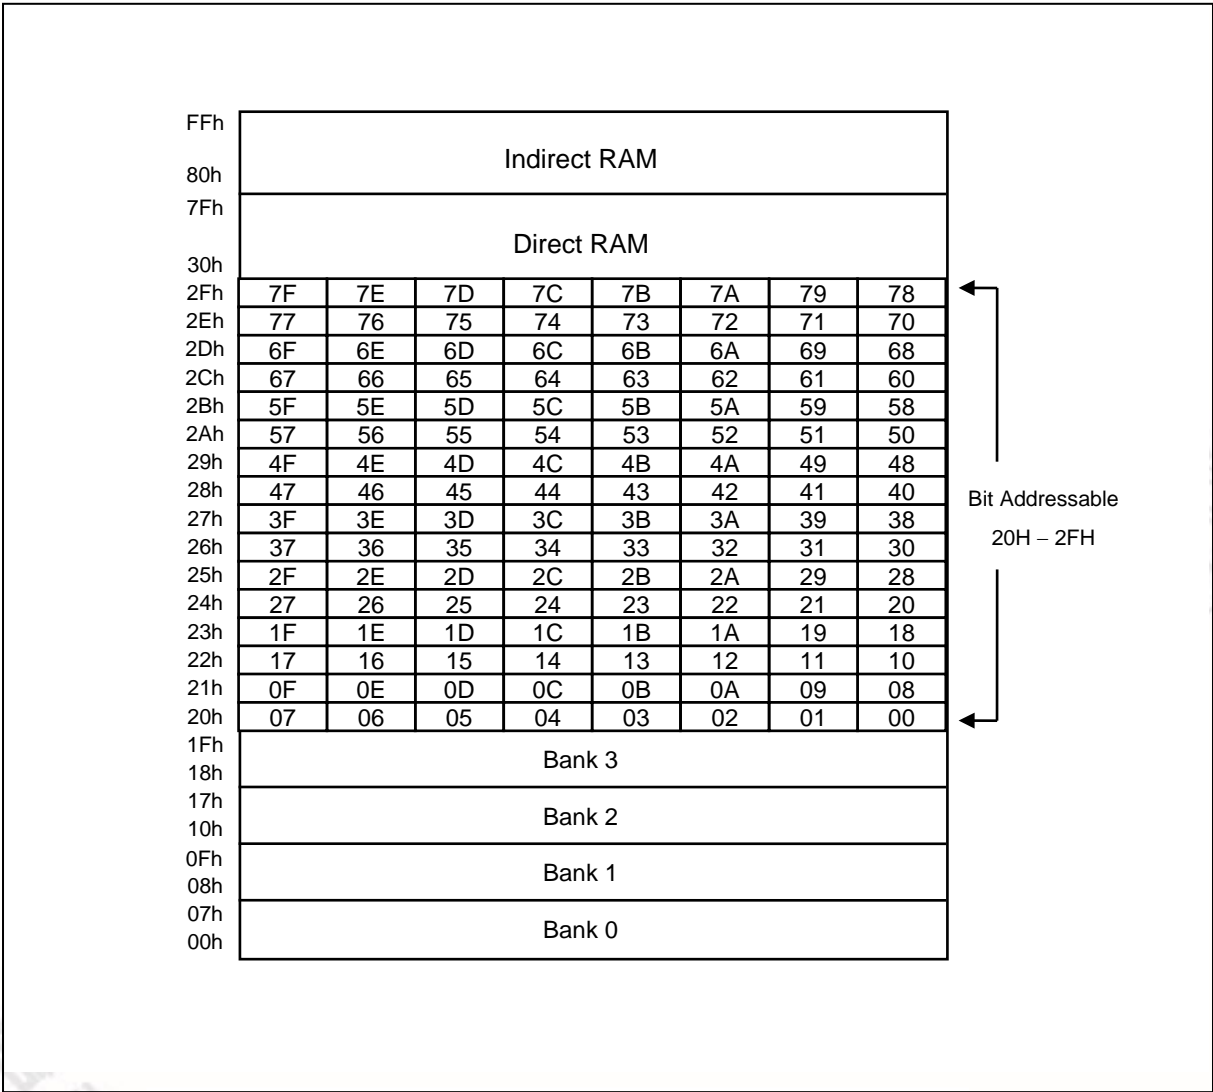 FFh
Indirect RAM
80h
7Fh
Direct RAM
30h
2Fh 7F 7E 7D 7C 7B 7A 79 78
2Eh 77 76 75 74 73 72 71 70
2Dh 6F 6E 6D 6C 6B 6A 69 68
2Ch 67 66 65 64 63 62 61 60
2Bh 5F 5E 5D 5C 5B 5A 59 58
2Ah 57 56 55 54 53 52 51 50
29h 4F 4E 4D 4C 4B 4A 49 48
28h 47 46 45 44 43 42 41 40
27h 3F 3E 3D 3C 3B 3A 39 38
26h 37 36 35 34 33 32 31 30
25h 2F 2E 2D 2C 2B 2A 29 28
24h 27 26 25 24 23 22 21 20
23h 1F 1E 1D 1C 1B 1A 19 18
22h 17 16 15 14 13 12 11 10
21h 0F 0E 0D 0C 0B 0A 09 08
20h 07 06 05 04 03 02 01 00
Bit Addressable
20H – 2FH
1Fh
Bank 3
18h
17h
Bank 2
10h
0Fh
Bank 1
08h
07h
Bank 0
00h